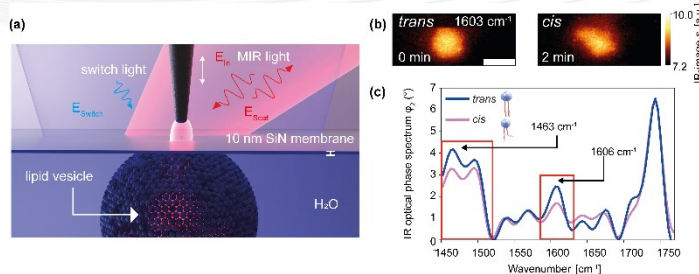 (a)
switch light
E_Switch
E_in
MIR light
E_Scat
10 nm SiN membrane
H
lipid vesicle
H₂O
(b)
trans
1603 cm⁻¹
0 min
cis
2 min
10.0
7.2
(c)
IR optical phase spectrum φ₂ (°)
7
6
5
4
3
2
1
0
trans
cis
1463 cm⁻¹
1606 cm⁻¹
1450
1500
1550
1600
1650
1700
1750
Wavenumber [cm⁻¹]